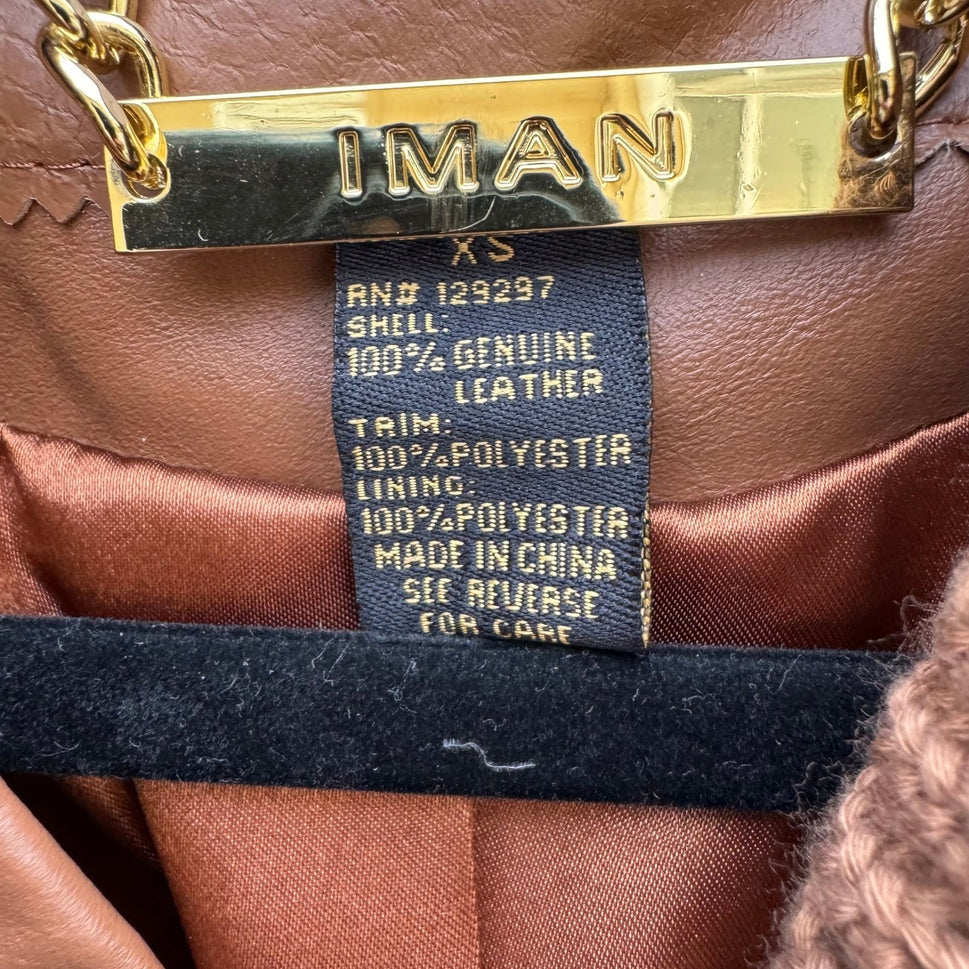 IMAN
XS
RN# 129297
SHELL:
100% GENUINE
LEATHER
TRIM:
100% POLYESTER
LINING:
100% POLYESTER
MADE IN CHINA
SEE REVERSE
FOR CARE